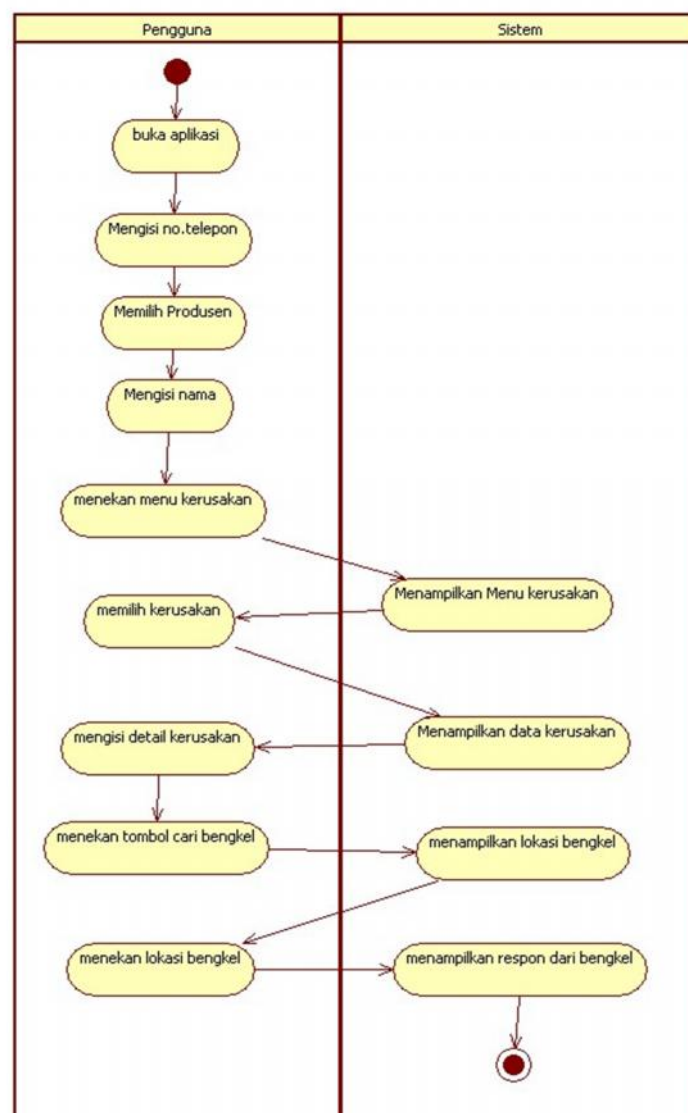 Pengguna
Sistem
buka aplikasi
Mengisi no.telepon
Memilih Produsen
Mengisi nama
menekan menu kerusakan
Menampilkan Menu kerusakan
memilih kerusakan
Menampilkan data kerusakan
mengisi detail kerusakan
menekan tombol cari bengkel
menampilkan lokasi bengkel
menekan lokasi bengkel
menampilkan respon dari bengkel